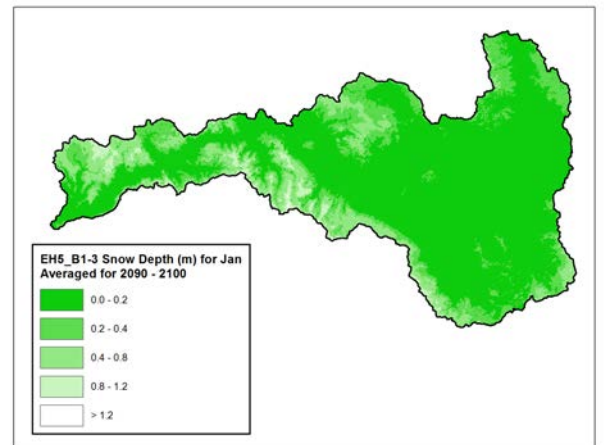 EH5_B1-3 Snow Depth (m) for Jan
Averaged for 2090 - 2100
0.0 - 0.2
0.2 - 0.4
0.4 - 0.8
0.8 - 1.2
> 1.2